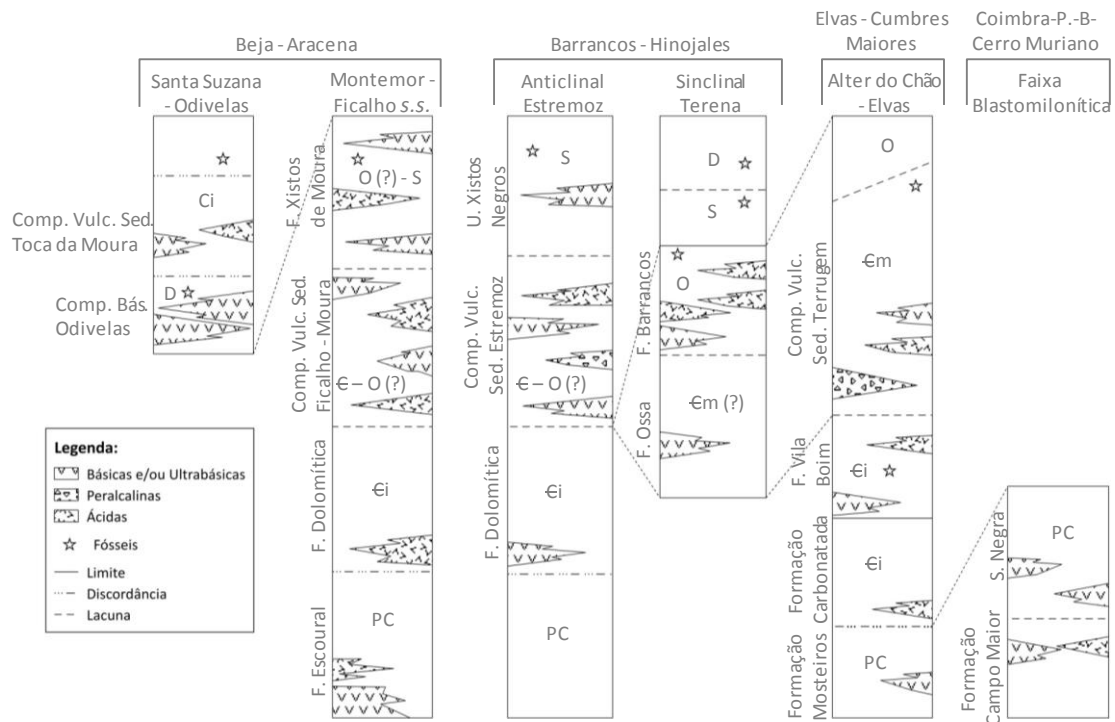 Beja - Aracena
Barrancos - Hinojales
Elvas - Cumbres
Maiores
Coimbra-P.-B-
Cerro Muriano
Santa Suzana
- Odivelas
Montemor -
Ficalho s.s.
Anticlinal
Estremoz
Sinclinal
Terena
Alter do Chão
- Elvas
Faixa
Blastomilonítica
Ci
Comp. Vulc. Sed.
Toca da Moura
D
Comp. Bás.
Odivelas
F. Xistos
de Moura
O (?) - S
Comp. Vulc. Sed.
Ficalho - Moura
Є – O (?)
F. Dolomítica
Єi
F. Escoural
PC
U. Xistos
Negros
S
Comp. Vulc.
Sed. Estremoz
Є – O (?)
F. Dolomítica
Єi
PC
D
S
F. Barrancos
O
F. Ossa
Єm (?)
O
Comp. Vulc.
Sed. Terrugem
Єm
F. Vila
Boim
Єi
Formação
Carbonatada
Єi
Formação
Mosteiros
PC
S. Negra
PC
Formação
Campo Maior
Legenda:
Básicas e/ou Ultrabásicas
Peralcalinas
Ácidas
Fósseis
Limite
Discordância
Lacuna